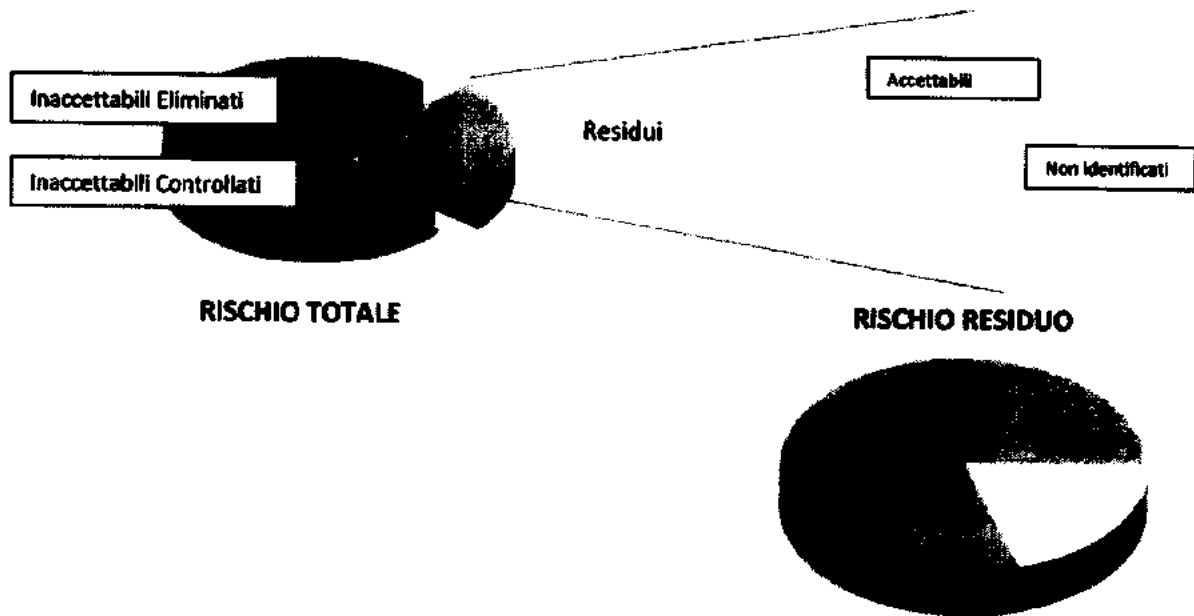 Inaccettabili Eliminati
Inaccettabili Controllati
Residui
Accettabili
Non identificati
RISCHIO TOTALE
RISCHIO RESIDUO